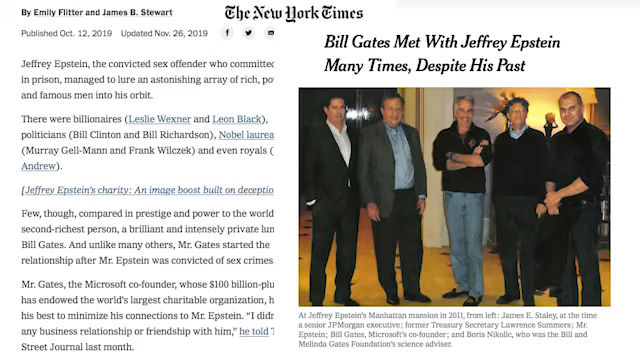 By Emily Flitter and James B. Stewart
Published Oct. 12, 2019 Updated Nov. 26, 2019
Jeffrey Epstein, the convicted sex offender who committed
in prison, managed to lure an astonishing array of rich, po
and famous men into his orbit.
There were billionaires (Leslie Wexner and Leon Black),
politicians (Bill Clinton and Bill Richardson), Nobel laurea
(Murray Gell-Mann and Frank Wilczek) and even royals (
Andrew).
[Jeffrey Epstein's charity: An image boost built on deceptio
Few, though, compared in prestige and power to the world
second-richest person, a brilliant and intensely private lum
Bill Gates. And unlike many others, Mr. Gates started the
relationship after Mr. Epstein was convicted of sex crimes
Mr. Gates, the Microsoft co-founder, whose $100 billion-plu
has endowed the world's largest charitable organization, h
his best to minimize his connections to Mr. Epstein. “I didn
any business relationship or friendship with him,” he told T
Street Journal last month.
The New York Times
Bill Gates Met With Jeffrey Epstein
Many Times, Despite His Past
At Jeffrey Epstein's Manhattan mansion in 2011, from left: James E. Staley, at the time
a senior JPMorgan executive; former Treasury Secretary Lawrence Summers; Mr.
Epstein; Bill Gates, Microsoft's co-founder; and Boris Nikolic, who was the Bill and
Melinda Gates Foundation's science adviser.